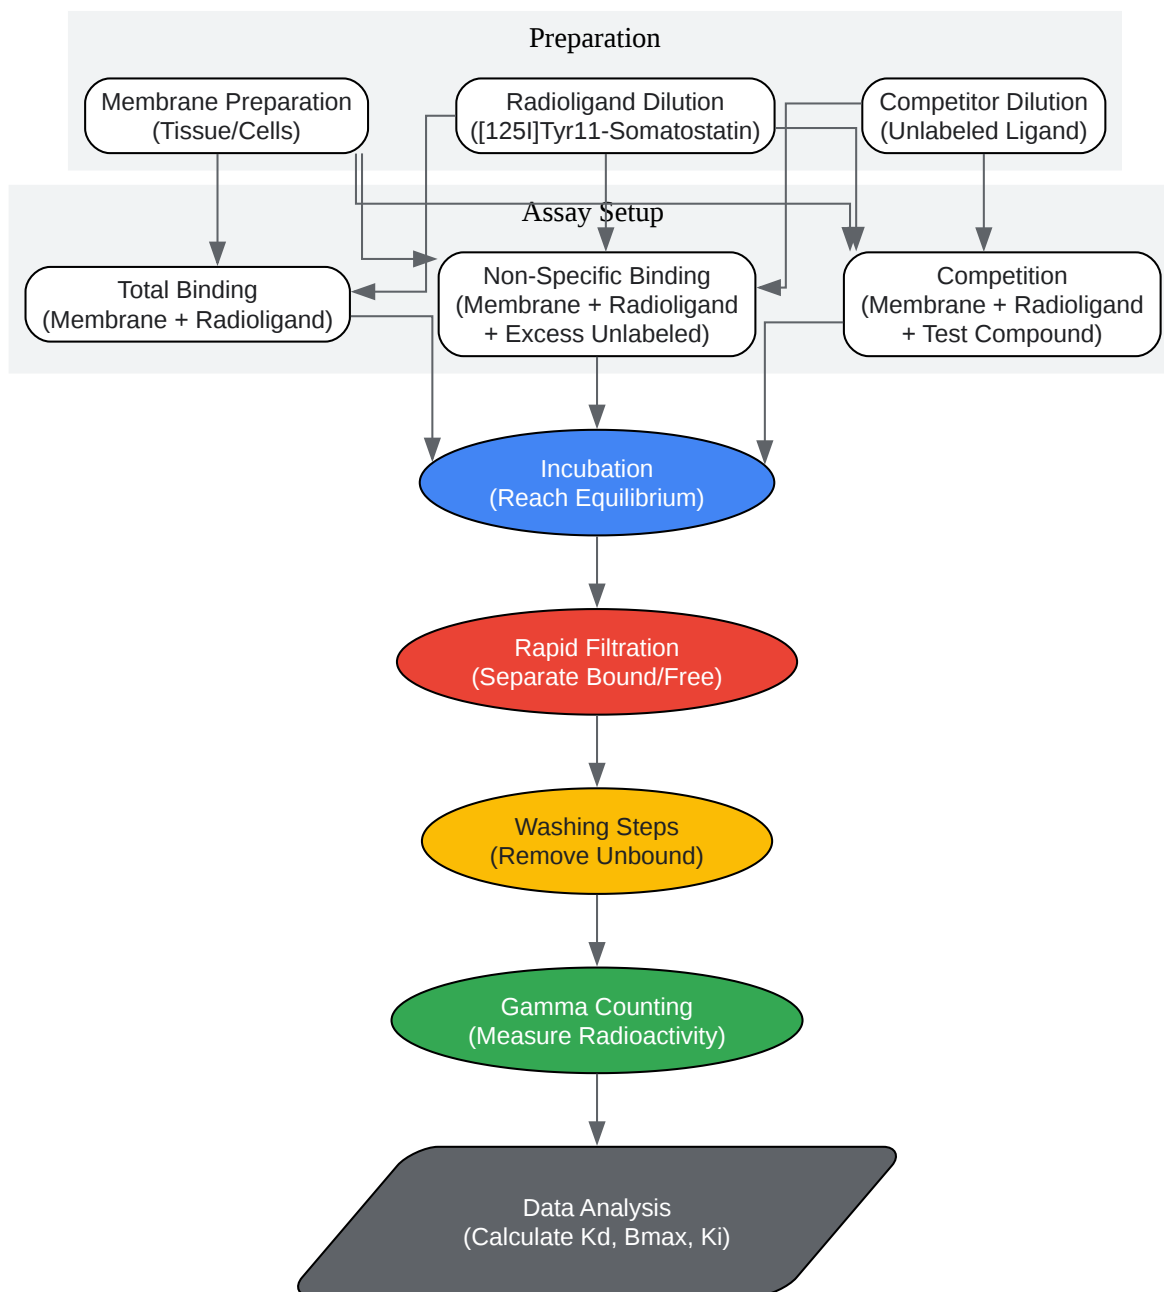 Preparation
Membrane Preparation
(Tissue/Cells)
Radioligand Dilution
([125I]Tyr11-Somatostatin)
Competitor Dilution
(Unlabeled Ligand)
Assay Setup
Total Binding
(Membrane + Radioligand)
Non-Specific Binding
(Membrane + Radioligand
+ Excess Unlabeled)
Competition
(Membrane + Radioligand
+ Test Compound)
Incubation
(Reach Equilibrium)
Rapid Filtration
(Separate Bound/Free)
Washing Steps
(Remove Unbound)
Gamma Counting
(Measure Radioactivity)
Data Analysis
(Calculate Kd, Bmax, Ki)